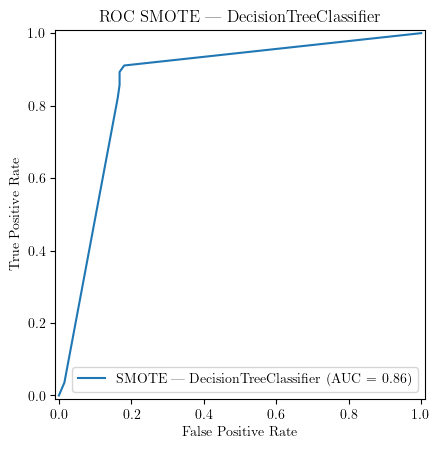 ROC SMOTE — DecisionTreeClassifier
1.0
0.8
0.6
0.4
0.2
0.0
True Positive Rate
SMOTE — DecisionTreeClassifier (AUC = 0.86)
0.0 0.2 0.4 0.6 0.8 1.0
False Positive Rate